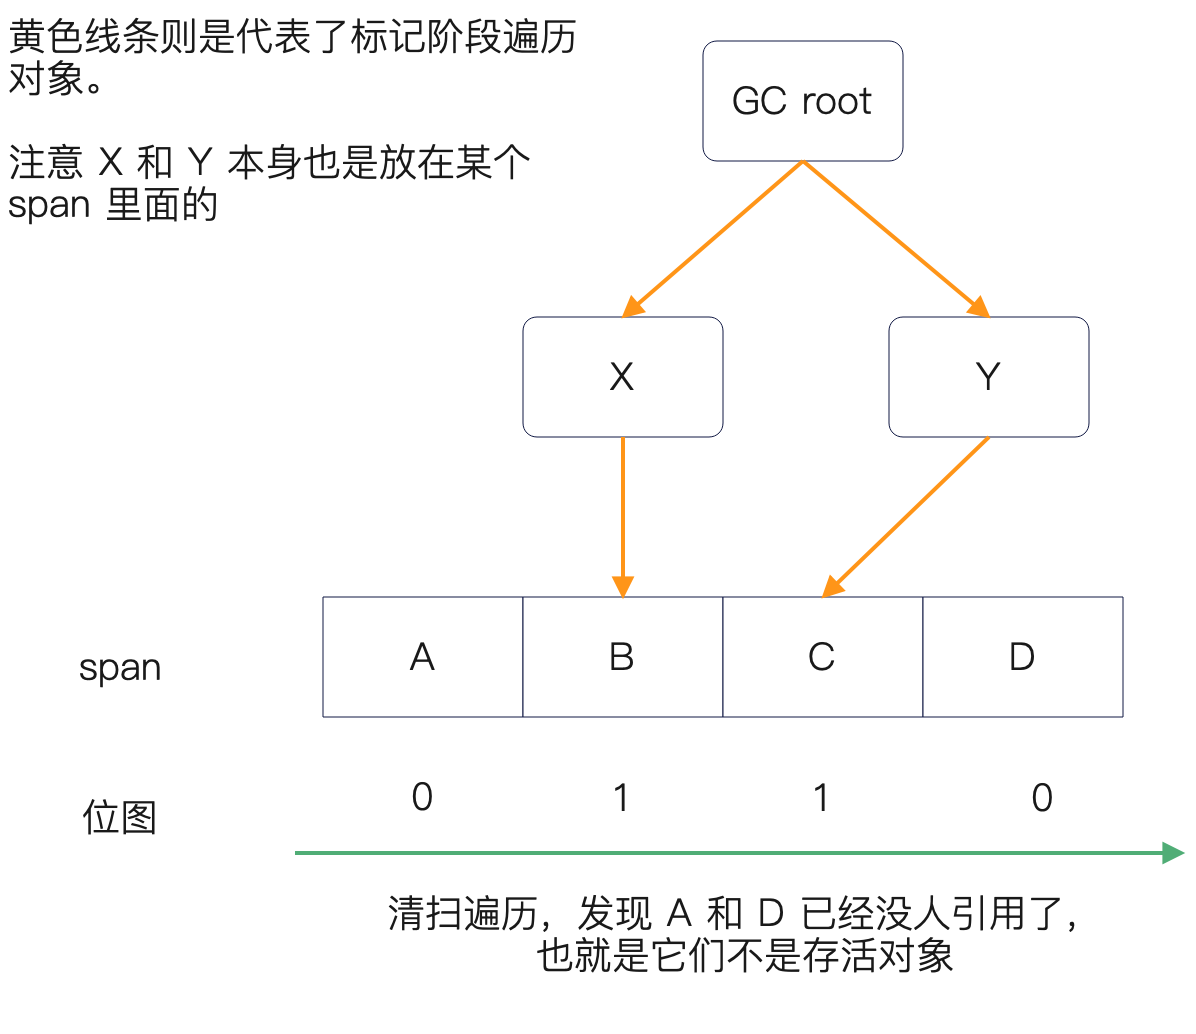 黄色线条则是代表了标记阶段遍历
对象。
注意 X 和 Y 本身也是放在某个
span 里面的
GC root
X
Y
span
A
B
C
D
位图
0
1
1
0
清扫遍历，发现 A 和 D 已经没人引用了，
也就是它们不是存活对象